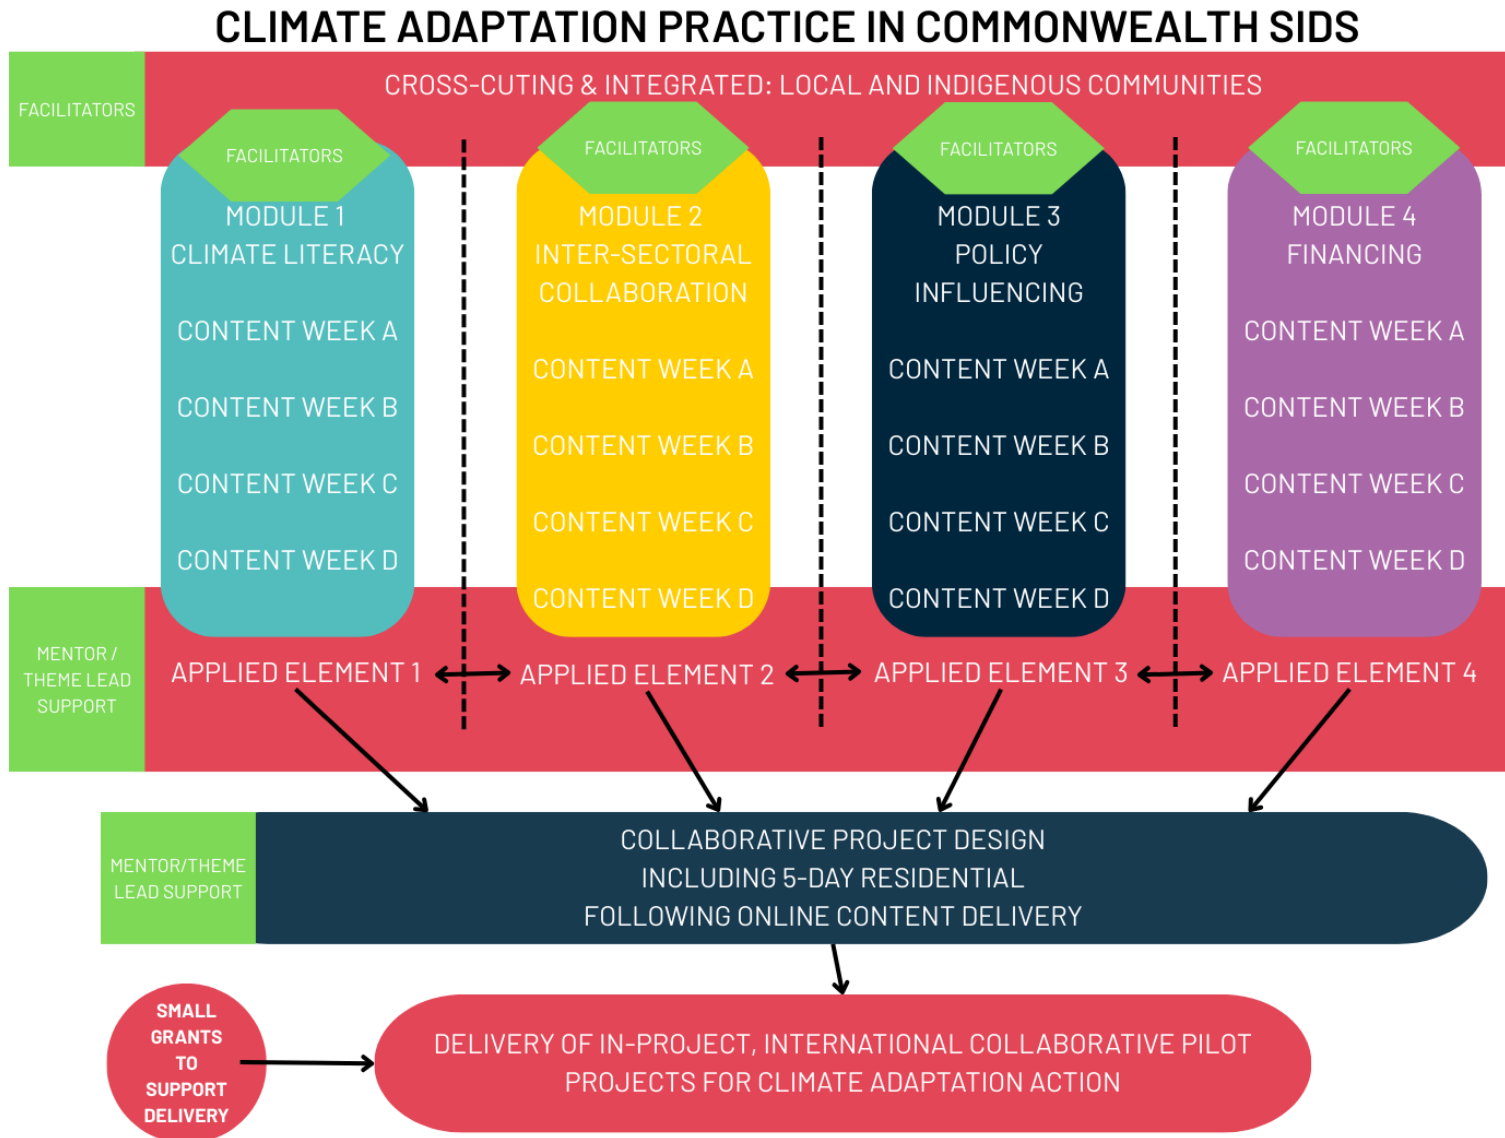 CLIMATE ADAPTATION PRACTICE IN COMMONWEALTH SIDS
FACILITATORS
CROSS-CUTING & INTEGRATED: LOCAL AND INDIGENOUS COMMUNITIES
FACILITATORS
MODULE 1
CLIMATE LITERACY
CONTENT WEEK A
CONTENT WEEK B
CONTENT WEEK C
CONTENT WEEK D
FACILITATORS
MODULE 2
INTER-SECTORAL
COLLABORATION
CONTENT WEEK A
CONTENT WEEK B
CONTENT WEEK C
CONTENT WEEK D
FACILITATORS
MODULE 3
POLICY
INFLUENCING
CONTENT WEEK A
CONTENT WEEK B
CONTENT WEEK C
CONTENT WEEK D
FACILITATORS
MODULE 4
FINANCING
CONTENT WEEK A
CONTENT WEEK B
CONTENT WEEK C
CONTENT WEEK D
MENTOR /
THEME LEAD
SUPPORT
APPLIED ELEMENT 1
APPLIED ELEMENT 2
APPLIED ELEMENT 3
APPLIED ELEMENT 4
MENTOR/THEME
LEAD SUPPORT
COLLABORATIVE PROJECT DESIGN
INCLUDING 5-DAY RESIDENTIAL
FOLLOWING ONLINE CONTENT DELIVERY
SMALL
GRANTS
TO
SUPPORT
DELIVERY
DELIVERY OF IN-PROJECT, INTERNATIONAL COLLABORATIVE PILOT
PROJECTS FOR CLIMATE ADAPTATION ACTION